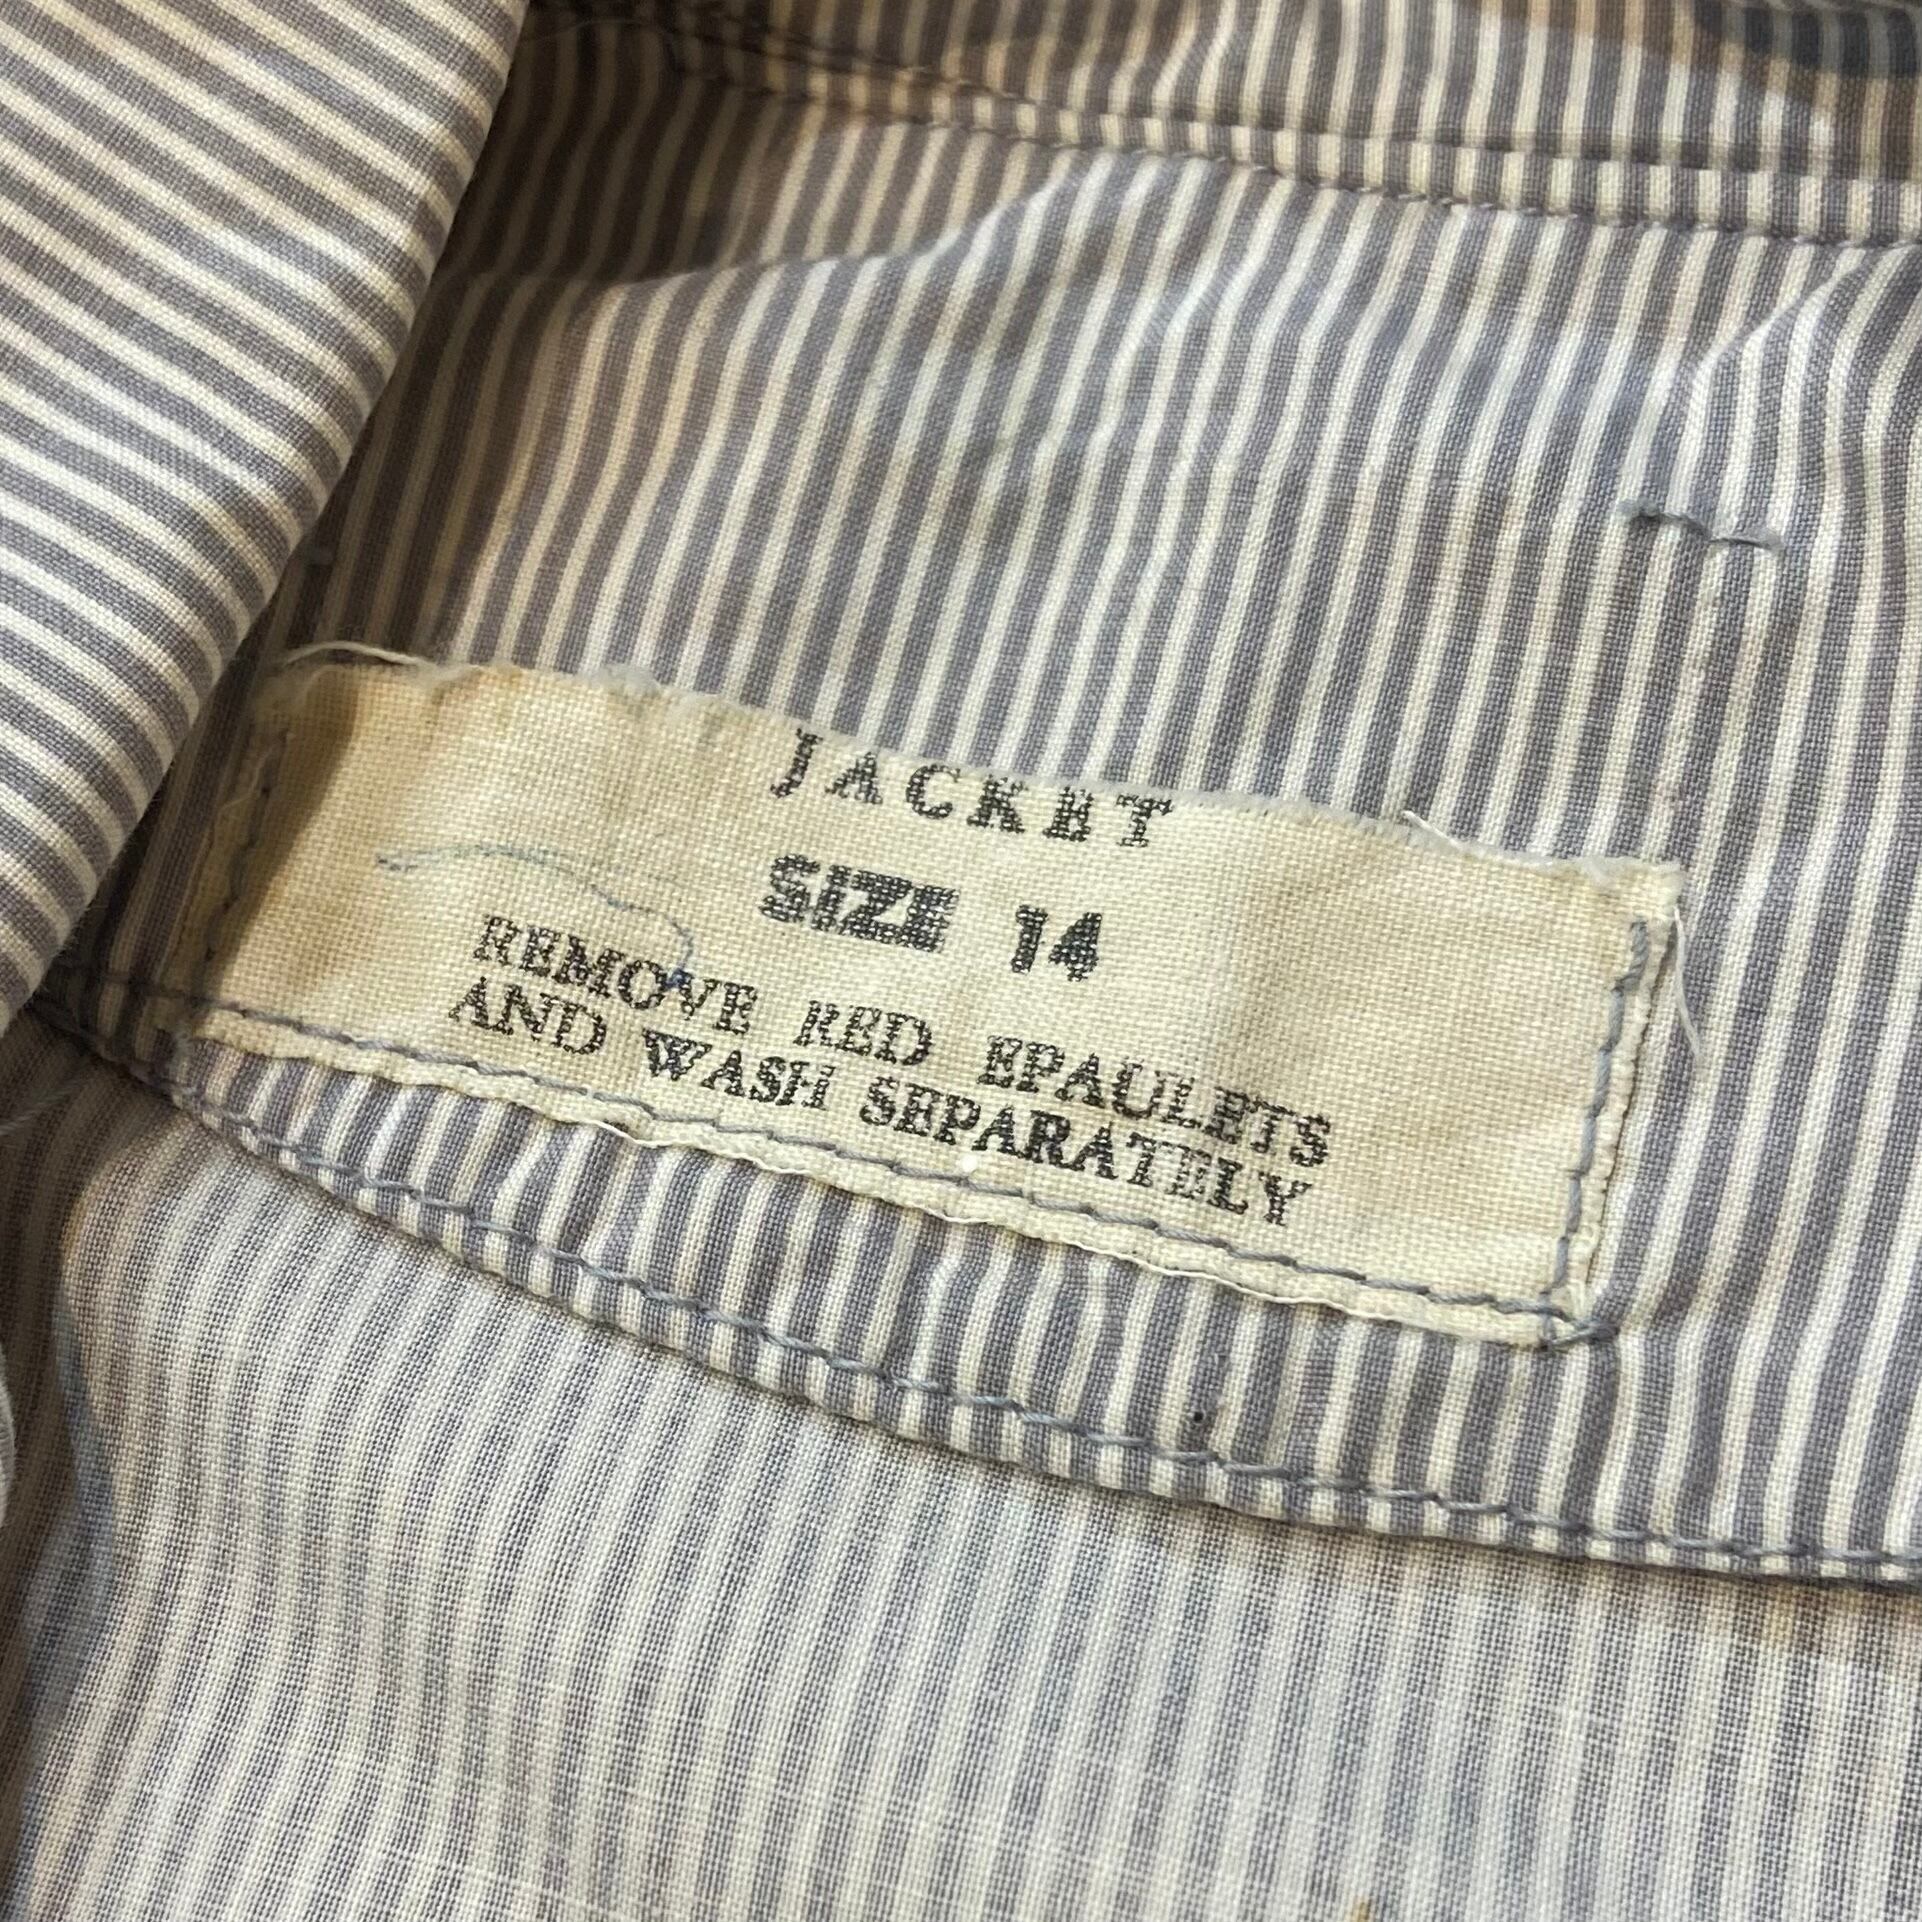 JACKET
SIZE 14
REMOVE RED EPAULETS
AND WASH SEPARATELY